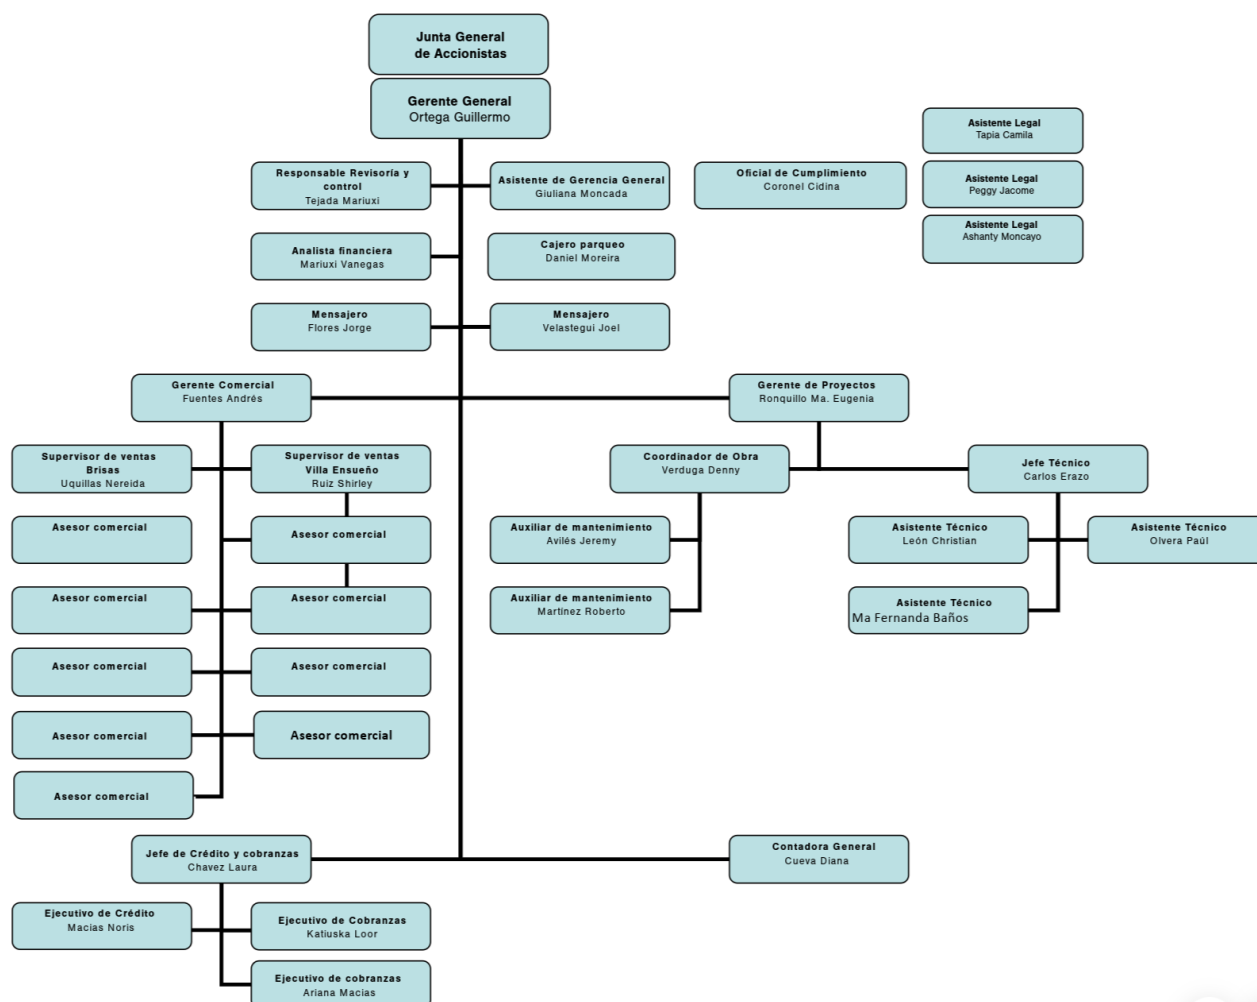 Junta General
de Accionistas
Gerente General
Ortega Guillermo
Asistente Legal
Tapia Camila
Responsable Revisoría y
control
Tejada Mariuxi
Asistente de Gerencia General
Giuliana Moncada
Oficial de Cumplimiento
Coronel Cidina
Asistente Legal
Peggy Jacome
Asistente Legal
Ashanty Moncayo
Analista financiera
Mariuxi Vanegas
Cajero parqueo
Daniel Moreira
Mensajero
Flores Jorge
Mensajero
Velastegui Joel
Gerente Comercial
Fuentes Andrés
Gerente de Proyectos
Ronquillo Ma. Eugenia
Supervisor de ventas
Brisas
Uquillas Nereida
Supervisor de ventas
Villa Ensueño
Ruiz Shirley
Coordinador de Obra
Verduga Denny
Jefe Técnico
Carlos Erazo
Asesor comercial
Asesor comercial
Auxiliar de mantenimiento
Avilés Jeremy
Asistente Técnico
León Christian
Asistente Técnico
Olvera Paúl
Asesor comercial
Asesor comercial
Auxiliar de mantenimiento
Martínez Roberto
Asistente Técnico
Ma Fernanda Baños
Asesor comercial
Asesor comercial
Asesor comercial
Asesor comercial
Asesor comercial
Jefe de Crédito y cobranzas
Chavez Laura
Contadora General
Cueva Diana
Ejecutivo de Crédito
Macías Noris
Ejecutivo de Cobranzas
Katiuska Loor
Ejecutivo de cobranzas
Ariana Macías